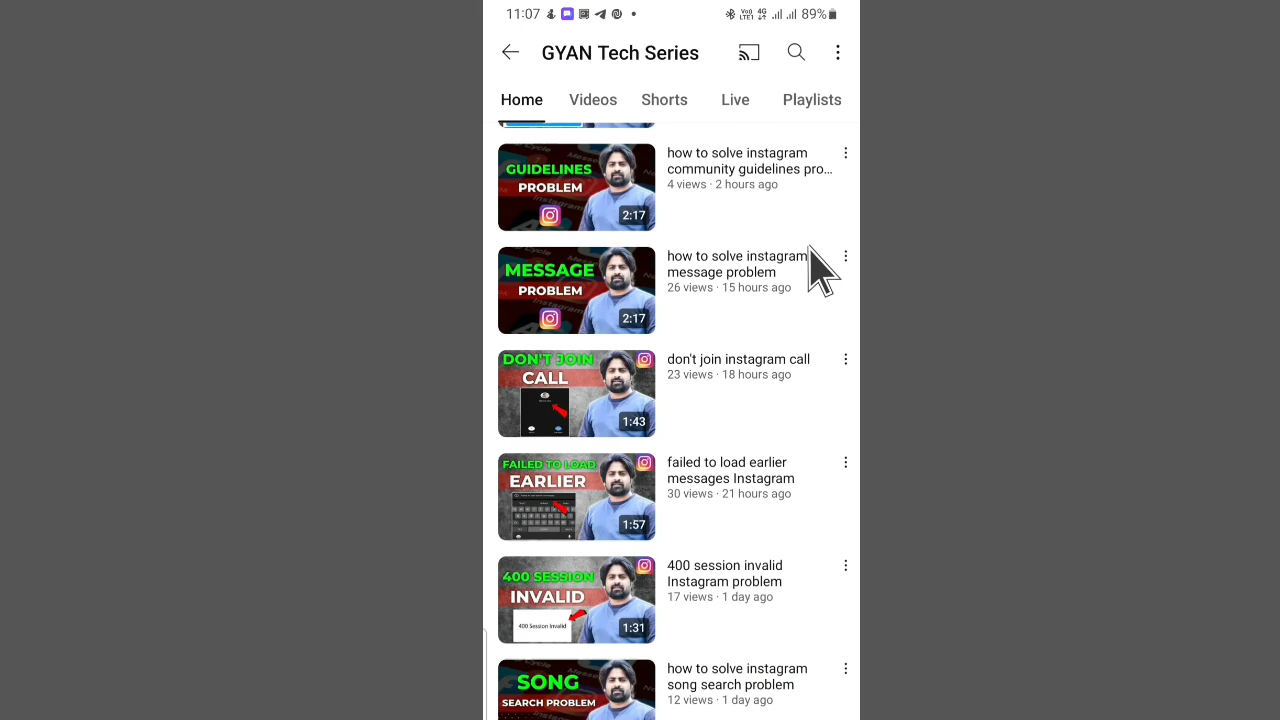 11:07
Vo)) LTE1 4G 89%
GYAN Tech Series
Home Videos Shorts Live Playlists
GUIDELINES
PROBLEM
2:17
how to solve instagram
community guidelines pro...
4 views · 2 hours ago
MESSAGE
PROBLEM
2:17
how to solve instagram
message problem
26 views · 15 hours ago
DON'T JOIN
CALL
1:43
don't join instagram call
23 views · 18 hours ago
FAILED TO LOAD
EARLIER
1:57
failed to load earlier
messages Instagram
30 views · 21 hours ago
400 SESSION
INVALID
400 Session Invalid
1:31
400 session invalid
Instagram problem
17 views · 1 day ago
SONG
SEARCH PROBLEM
how to solve instagram
song search problem
12 views · 1 day ago